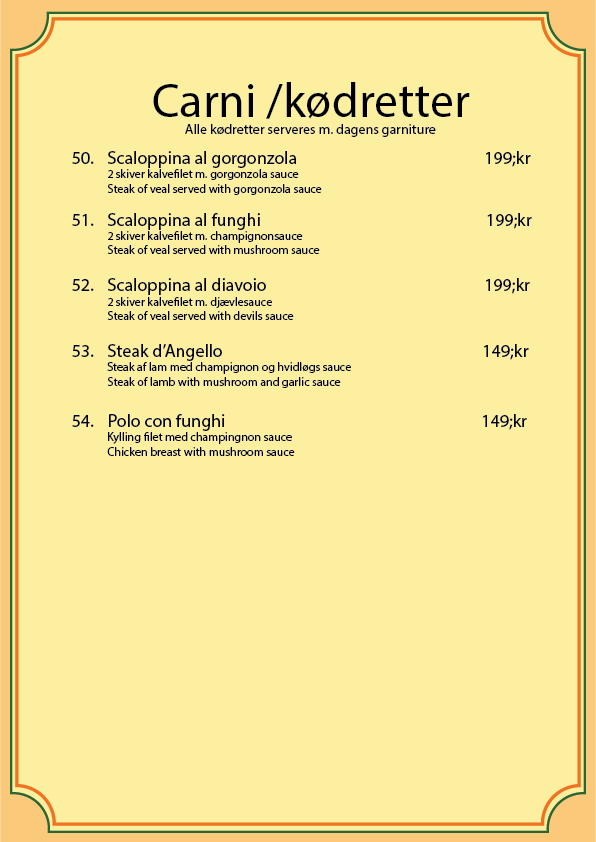 Carni /kødretter
Alle kødretter serveres m. dagens garniture
50. Scaloppina al gorgonzola 199;kr
2 skiver kalvefilet m. gorgonzola sauce
Steak of veal served with gorgonzola sauce
51. Scaloppina al funghi 199;kr
2 skiver kalvefilet m. champignonsauce
Steak of veal served with mushroom sauce
52. Scaloppina al diavoio 199;kr
2 skiver kalvefilet m. djævlesauce
Steak of veal served with devils sauce
53. Steak d’Angello 149;kr
Steak af lam med champignon og hvidløgs sauce
Steak of lamb with mushroom and garlic sauce
54. Polo con funghi 149;kr
Kylling filet med champingnon sauce
Chicken breast with mushroom sauce